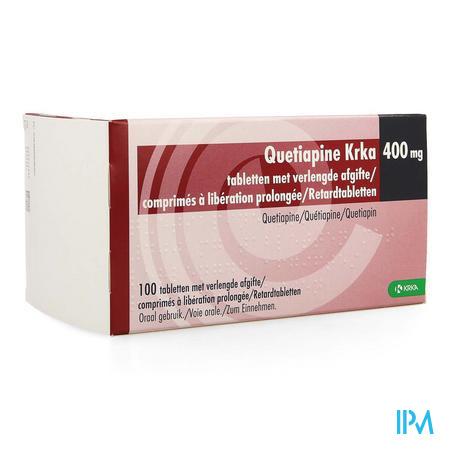 Quetiapine Krka 400 mg
tabletten met verlengde afgifte/
comprimés à libération prolongée/Retardtabletten
Quetiapine/Quétiapine/Quetiapin
100 tabletten met verlengde afgifte/
comprimés à libération prolongée/Retardtabletten
Oraal gebruik./Voie orale./Zum Einnehmen.
KRKA
IPM